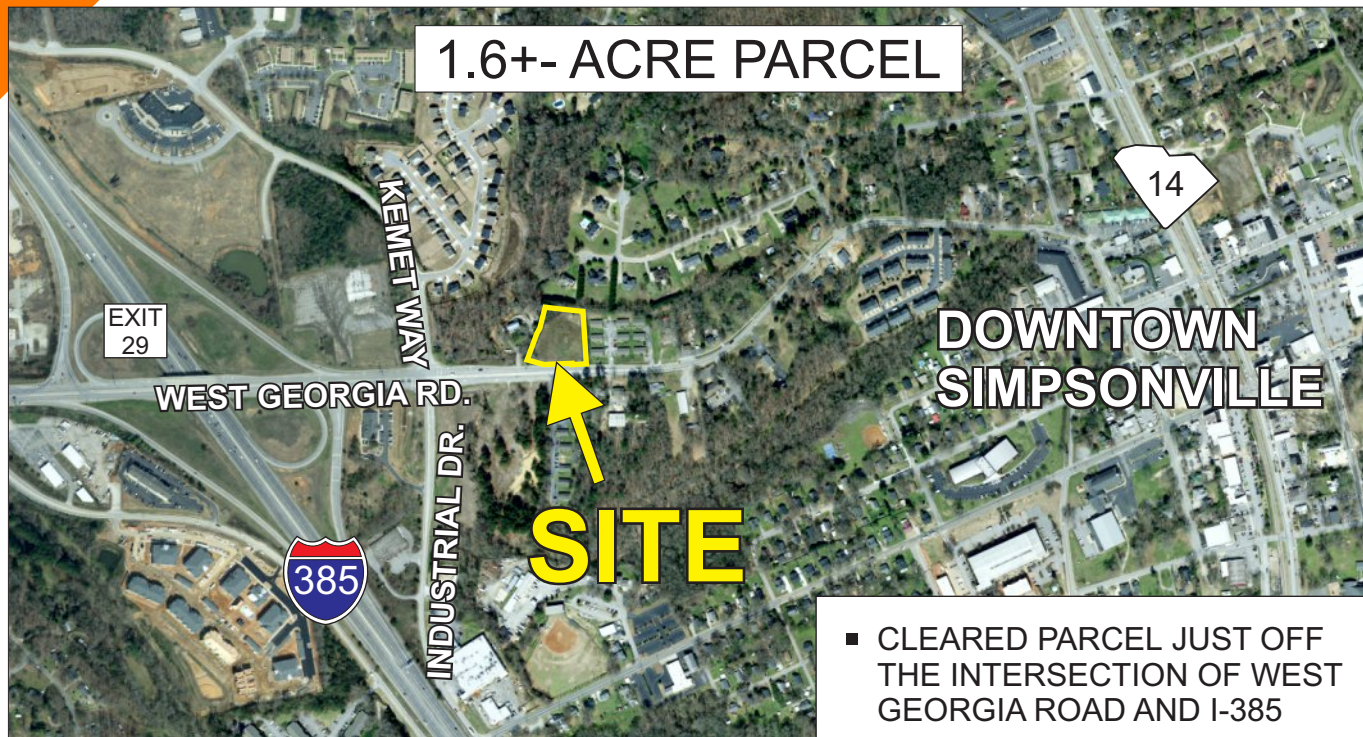 1.6+- ACRE PARCEL
14
KEMET WAY
EXIT
29
DOWNTOWN
SIMPSONVILLE
WEST GEORGIA RD.
INDUSTRIAL DR.
SITE
385
▪ CLEARED PARCEL JUST OFF
THE INTERSECTION OF WEST
GEORGIA ROAD AND I-385